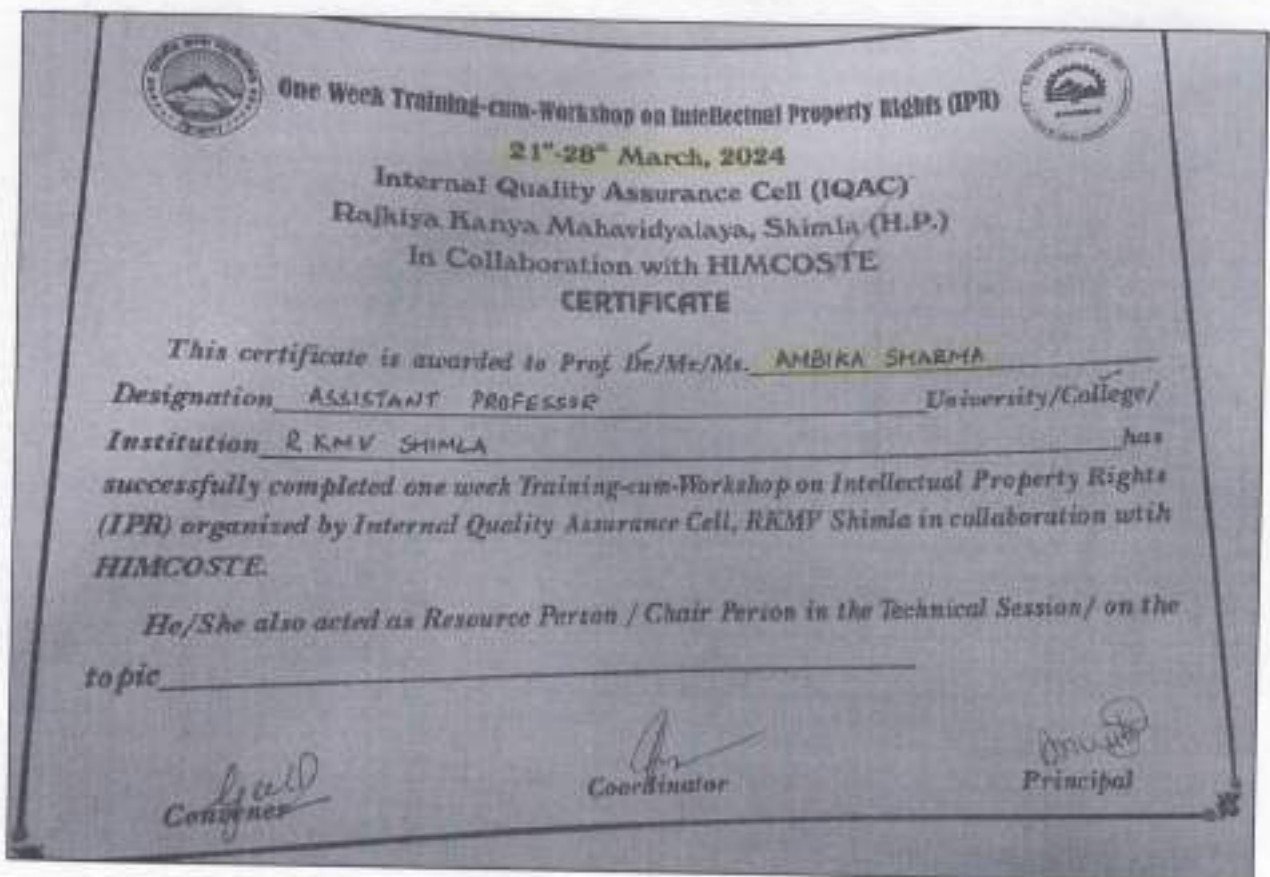 One Week Training-cum-Workshop on Intellectual Property Rights (IPR)
21st-28th March, 2024
Internal Quality Assurance Cell (IQAC)
Rajkiya Kanya Mahavidyalaya, Shimla (H.P.)
In Collaboration with HIMCOSTE
CERTIFICATE
This certificate is awarded to Prof. Dr/Mr/Ms. AMBIKA SHARMA
Designation ASSISTANT PROFESSOR University/College/
Institution RKMV SHIMLA has
successfully completed one week Training-cum-Workshop on Intellectual Property Rights
(IPR) organized by Internal Quality Assurance Cell, RKMV Shimla in collaboration wtih
HIMCOSTE.
He/She also acted as Resource Person / Chair Person in the Technical Session/ on the
topic
Convener
Coordinator
Principal